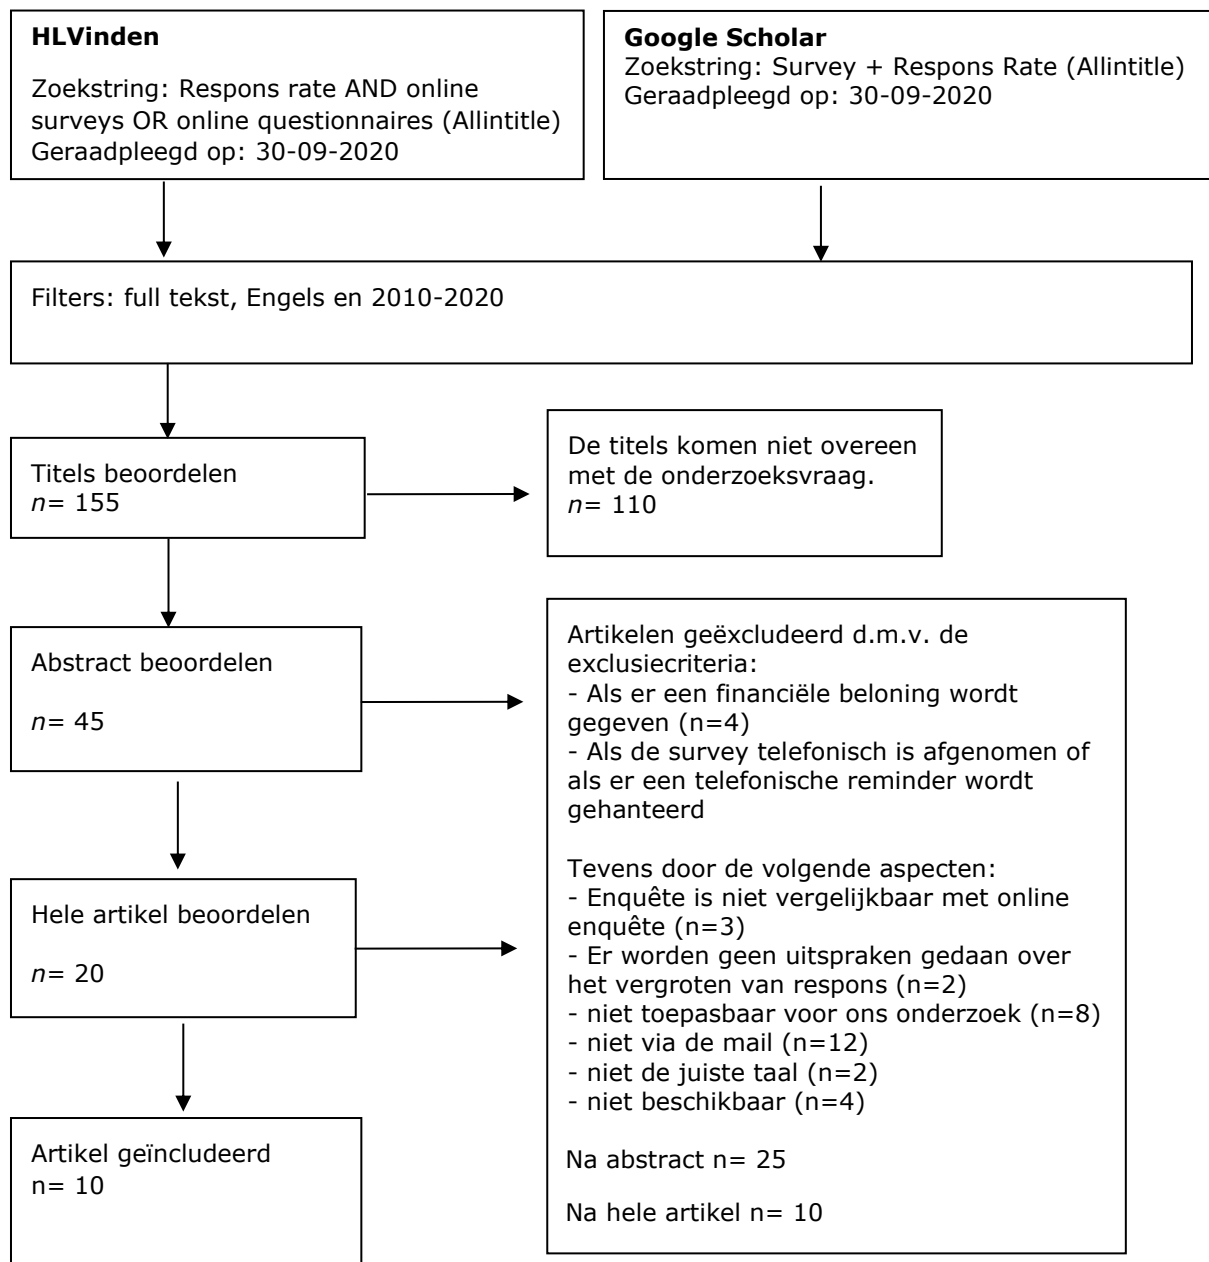 HLVinden
Zoekstring: Respons rate AND online
surveys OR online questionnaires (Allintitle)
Geraadpleegd op: 30-09-2020
Google Scholar
Zoekstring: Survey + Respons Rate (Allintitle)
Geraadpleegd op: 30-09-2020
Filters: full tekst, Engels en 2010-2020
Titels beoordelen
n= 155
De titels komen niet overeen
met de onderzoeksvraag.
n= 110
Abstract beoordelen
n= 45
Artikelen geëxcludeerd d.m.v. de
exclusiecriteria:
- Als er een financiële beloning wordt
gegeven (n=4)
- Als de survey telefonisch is afgenomen of
als er een telefonische reminder wordt
gehanteerd
Tevens door de volgende aspecten:
- Enquête is niet vergelijkbaar met online
enquête (n=3)
- Er worden geen uitspraken gedaan over
het vergroten van respons (n=2)
- niet toepasbaar voor ons onderzoek (n=8)
- niet via de mail (n=12)
- niet de juiste taal (n=2)
- niet beschikbaar (n=4)
Na abstract n= 25
Na hele artikel n= 10
Hele artikel beoordelen
n= 20
Artikel geïncludeerd
n= 10